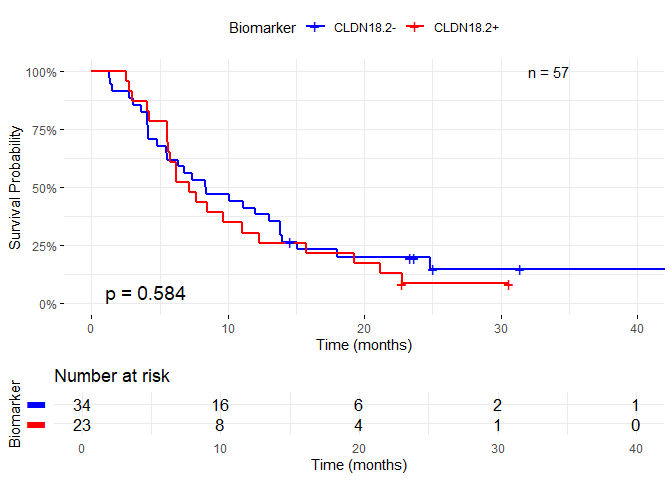 Biomarker CLDN18.2- CLDN18.2+
n = 57
100%
75%
50%
25%
0%
Survival Probability
p = 0.584
0 10 20 30 40
Time (months)
Number at risk
Biomarker
34 16 6 2 1
23 8 4 1 0
0 10 20 30 40
Time (months)